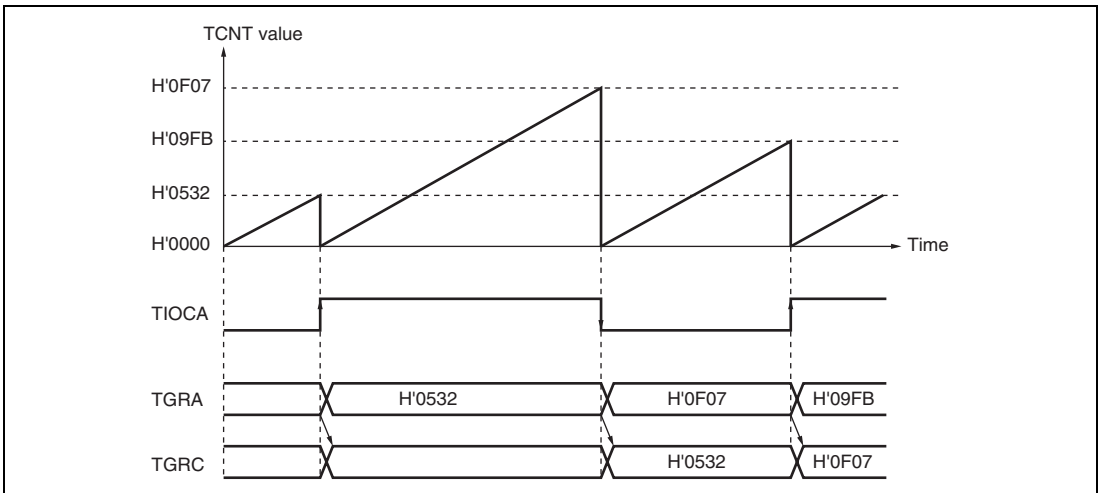 TCNT value
H'0F07
H'09FB
H'0532
H'0000
Time
TIOCA
TGRA H'0532 H'0F07 H'09FB
TGRC H'0532 H'0F07